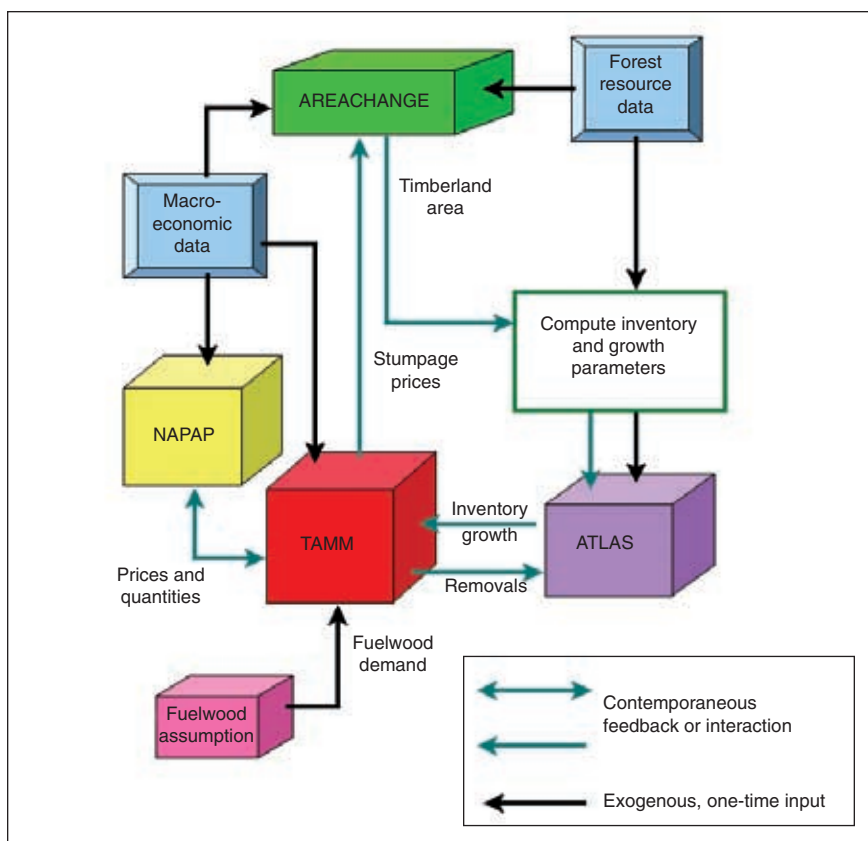 AREACHANGE
Forest
resource
data
Macro-
economic
data
Timberland
area
Compute inventory
and growth
parameters
Stumpage
prices
NAPAP
TAMM
Inventory
growth
ATLAS
Prices and
quantities
Removals
Fuelwood
demand
Fuelwood
assumption
Contemporaneous
feedback or interaction
Exogenous, one-time input